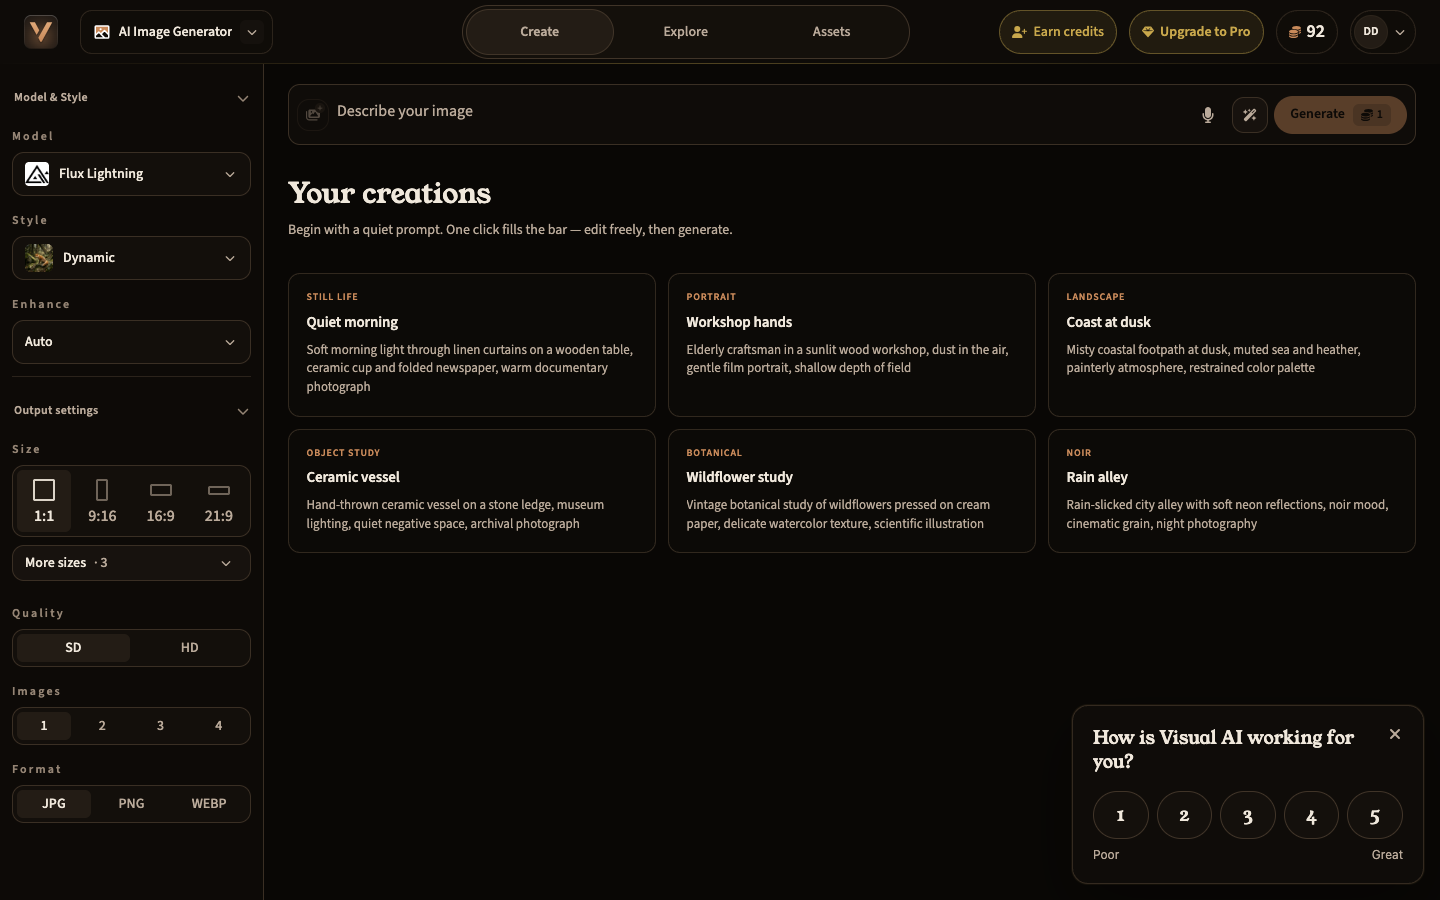 AI Image Generator
Create
Explore
Assets
Earn credits
Upgrade to Pro
92
DD
Model & Style
Model
Flux Lightning
Style
Dynamic
Enhance
Auto
Output settings
Size
1:1
9:16
16:9
21:9
More sizes · 3
Quality
SD
HD
Images
1
2
3
4
Format
JPG
PNG
WEBP
Describe your image
Generate
1
Your creations
Begin with a quiet prompt. One click fills the bar — edit freely, then generate.
STILL LIFE
Quiet morning
Soft morning light through linen curtains on a wooden table,
ceramic cup and folded newspaper, warm documentary
photograph
PORTRAIT
Workshop hands
Elderly craftsman in a sunlit wood workshop, dust in the air,
gentle film portrait, shallow depth of field
LANDSCAPE
Coast at dusk
Misty coastal footpath at dusk, muted sea and heather,
painterly atmosphere, restrained color palette
OBJECT STUDY
Ceramic vessel
Hand-thrown ceramic vessel on a stone ledge, museum
lighting, quiet negative space, archival photograph
BOTANICAL
Wildflower study
Vintage botanical study of wildflowers pressed on cream
paper, delicate watercolor texture, scientific illustration
NOIR
Rain alley
Rain-slicked city alley with soft neon reflections, noir mood,
cinematic grain, night photography
How is Visual AI working for
you?
1
2
3
4
5
Poor
Great